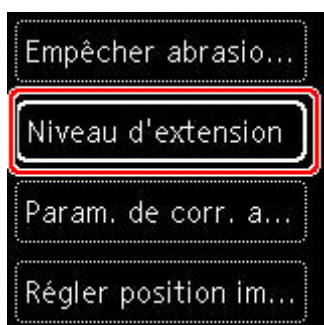 Empêcher abrasio...
Niveau d'extension
Param. de corr. a...
Régler position im...